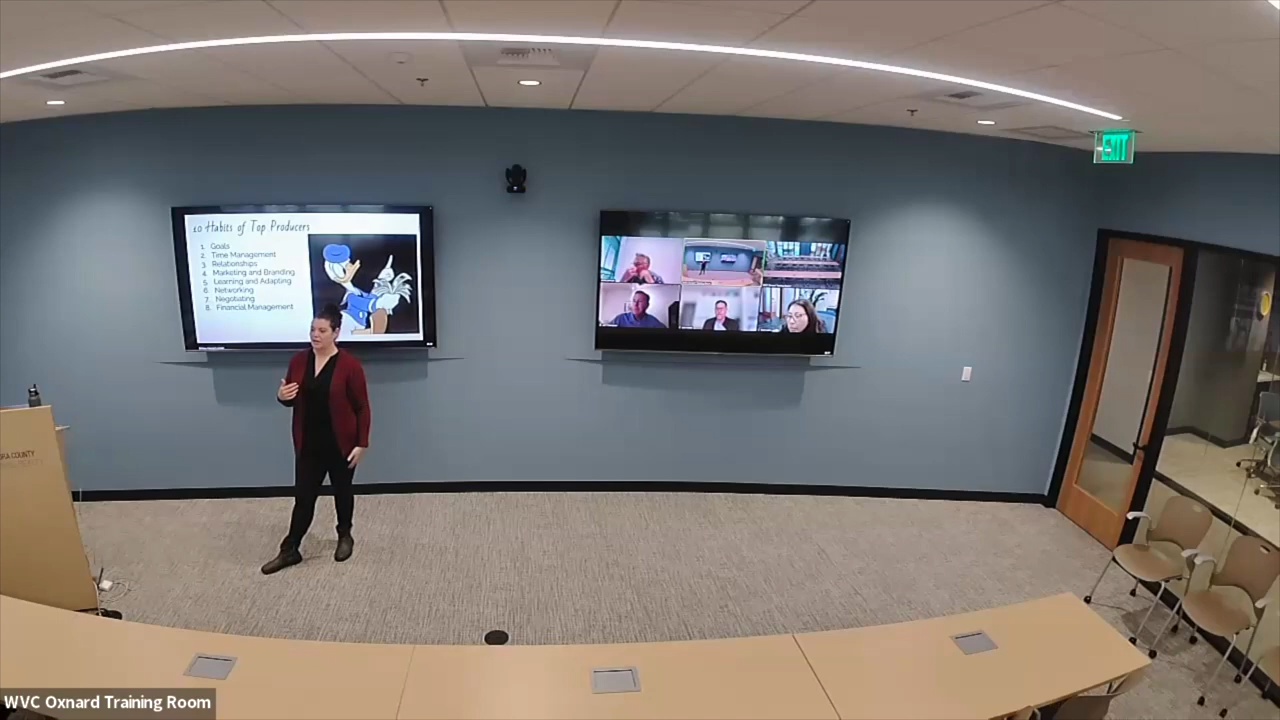 10 Habits of Top Producers
1. Goals
2. Time Management
3. Relationships
4. Marketing and Branding
5. Learning and Adapting
6. Networking
7. Negotiating
8. Financial Management
EXIT
COUNTY
WVC Oxnard Training Room